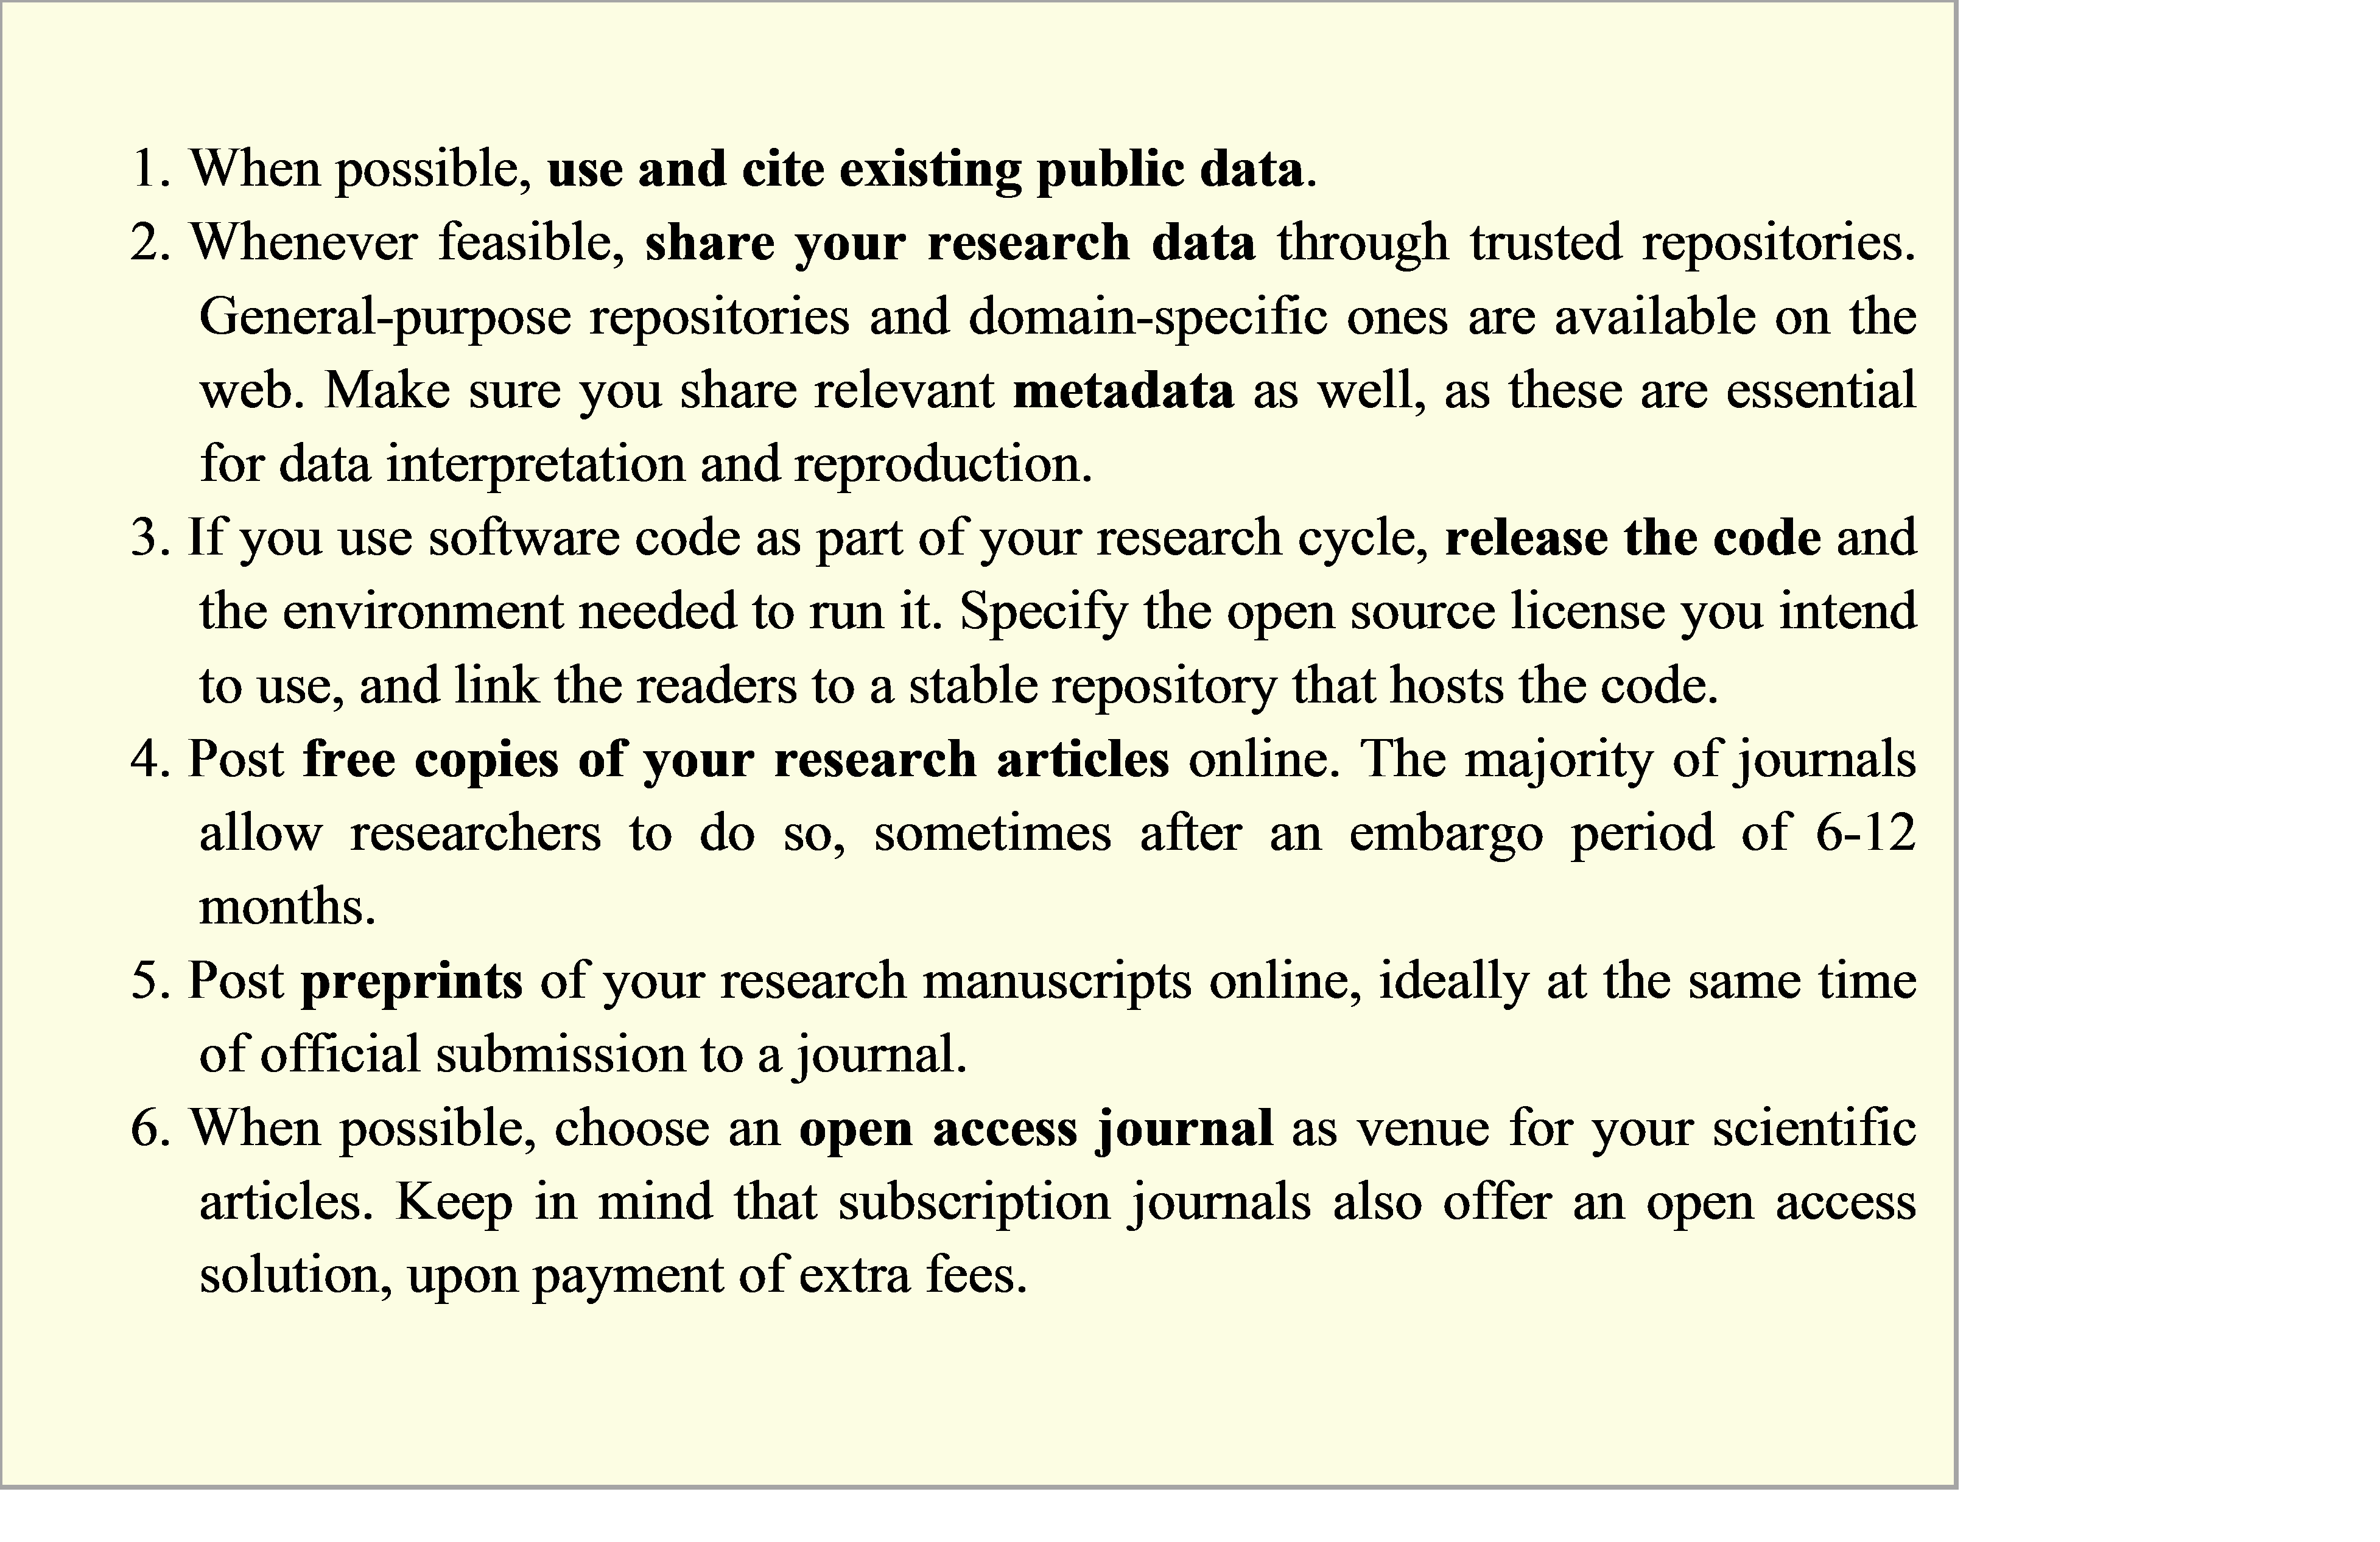 1. When possible, use and cite existing public data.
2. Whenever feasible, share your research data through trusted repositories.
General-purpose repositories and domain-specific ones are available on the
web. Make sure you share relevant metadata as well, as these are essential
for data interpretation and reproduction.
3. If you use software code as part of your research cycle, release the code and
the environment needed to run it. Specify the open source license you intend
to use, and link the readers to a stable repository that hosts the code.
4. Post free copies of your research articles online. The majority of journals
allow researchers to do so, sometimes after an embargo period of 6-12
months.
5. Post preprints of your research manuscripts online, ideally at the same time
of official submission to a journal.
6. When possible, choose an open access journal as venue for your scientific
articles. Keep in mind that subscription journals also offer an open access
solution, upon payment of extra fees.